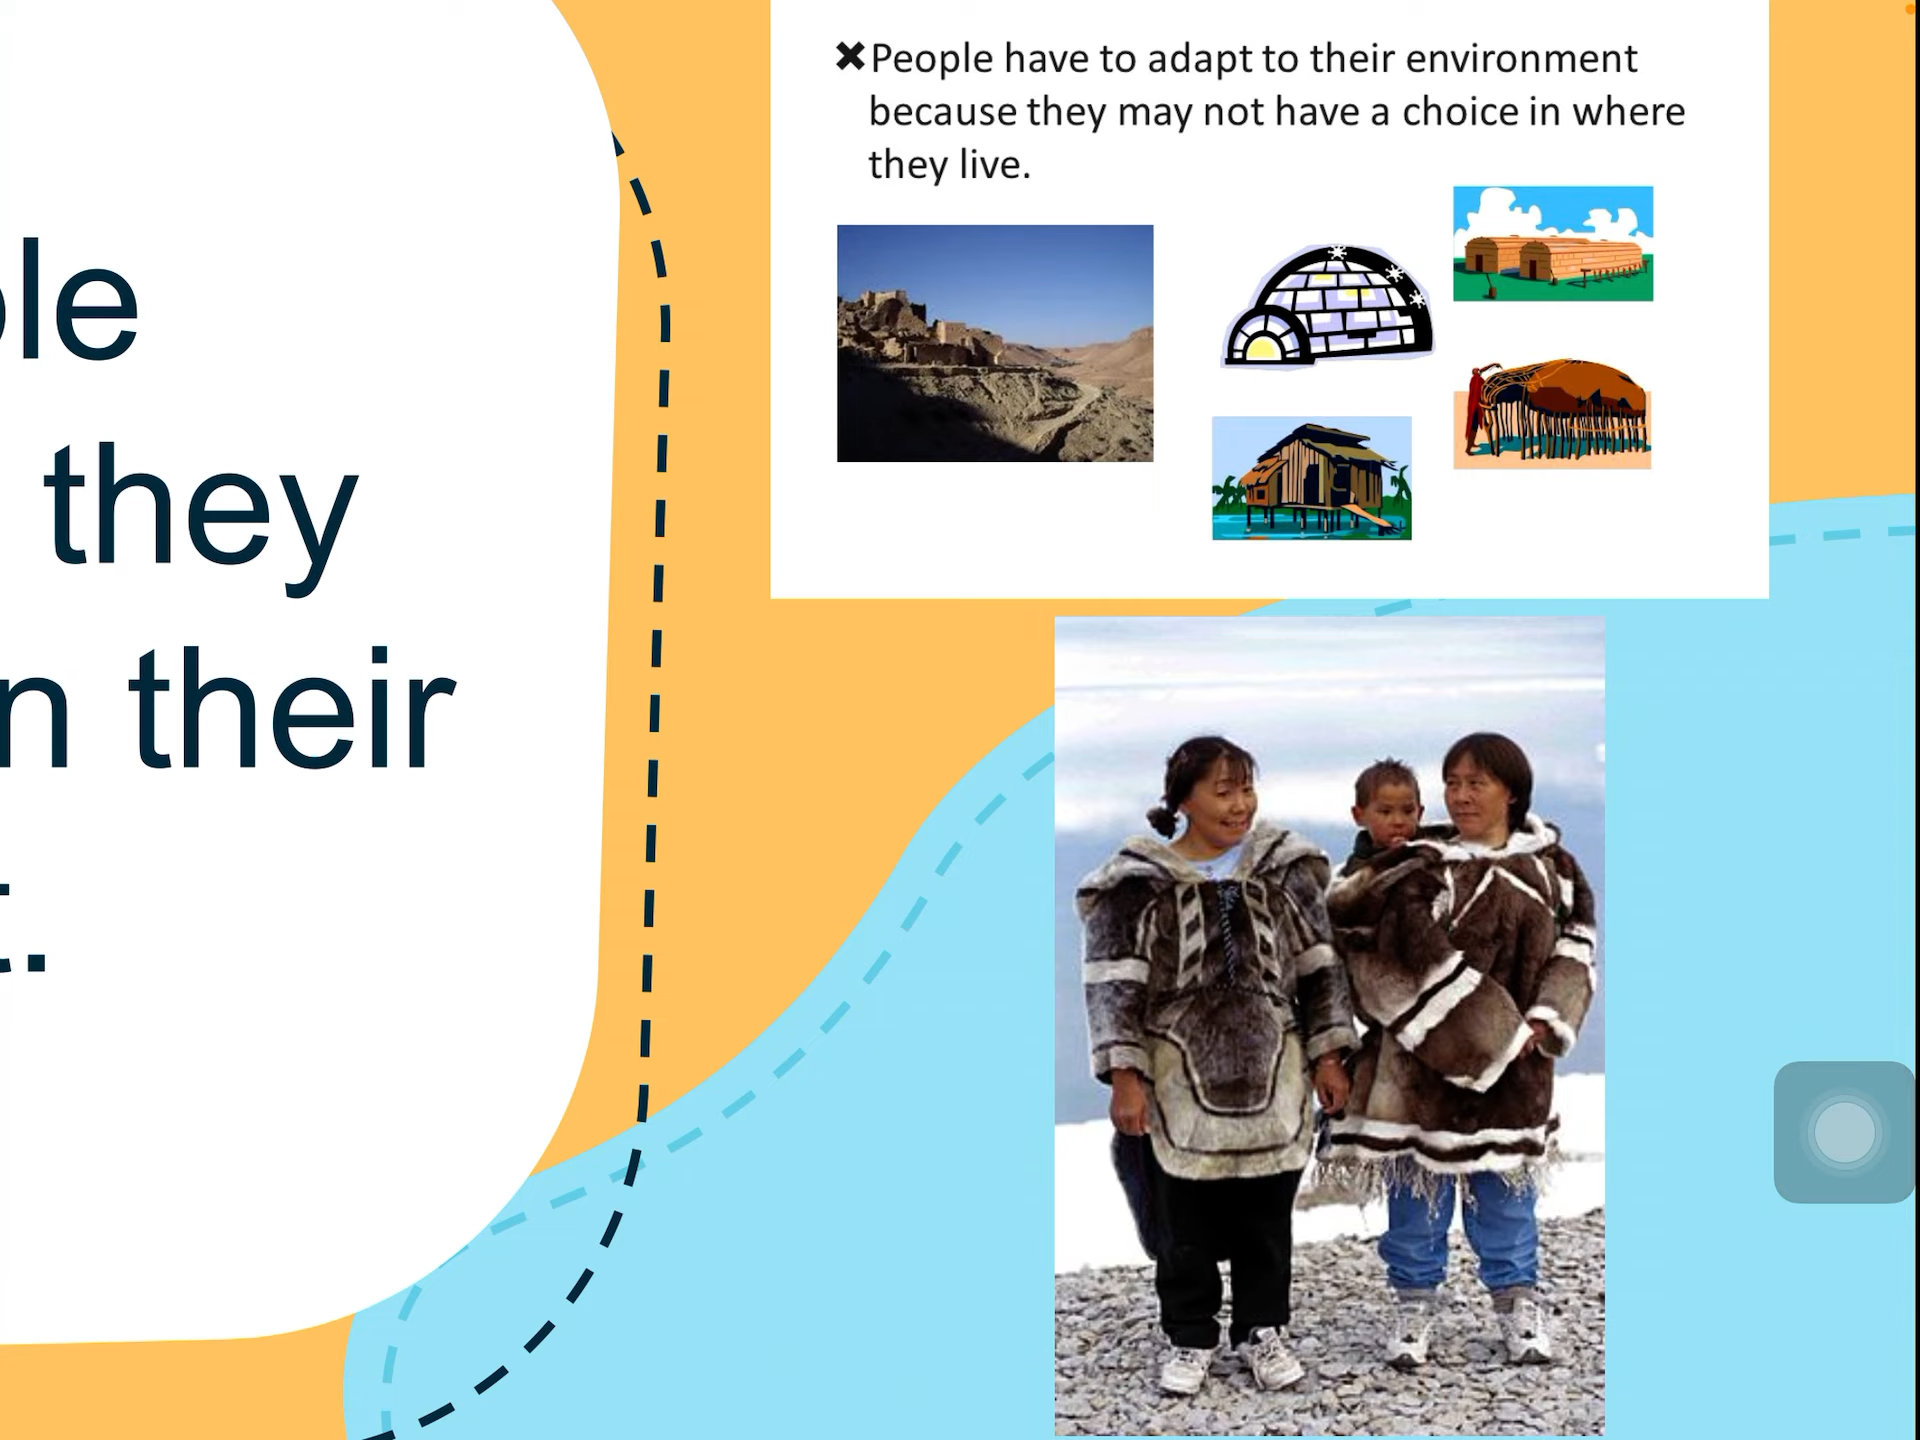 they
their
People have to adapt to their environment
because they may not have a choice in where
they live.